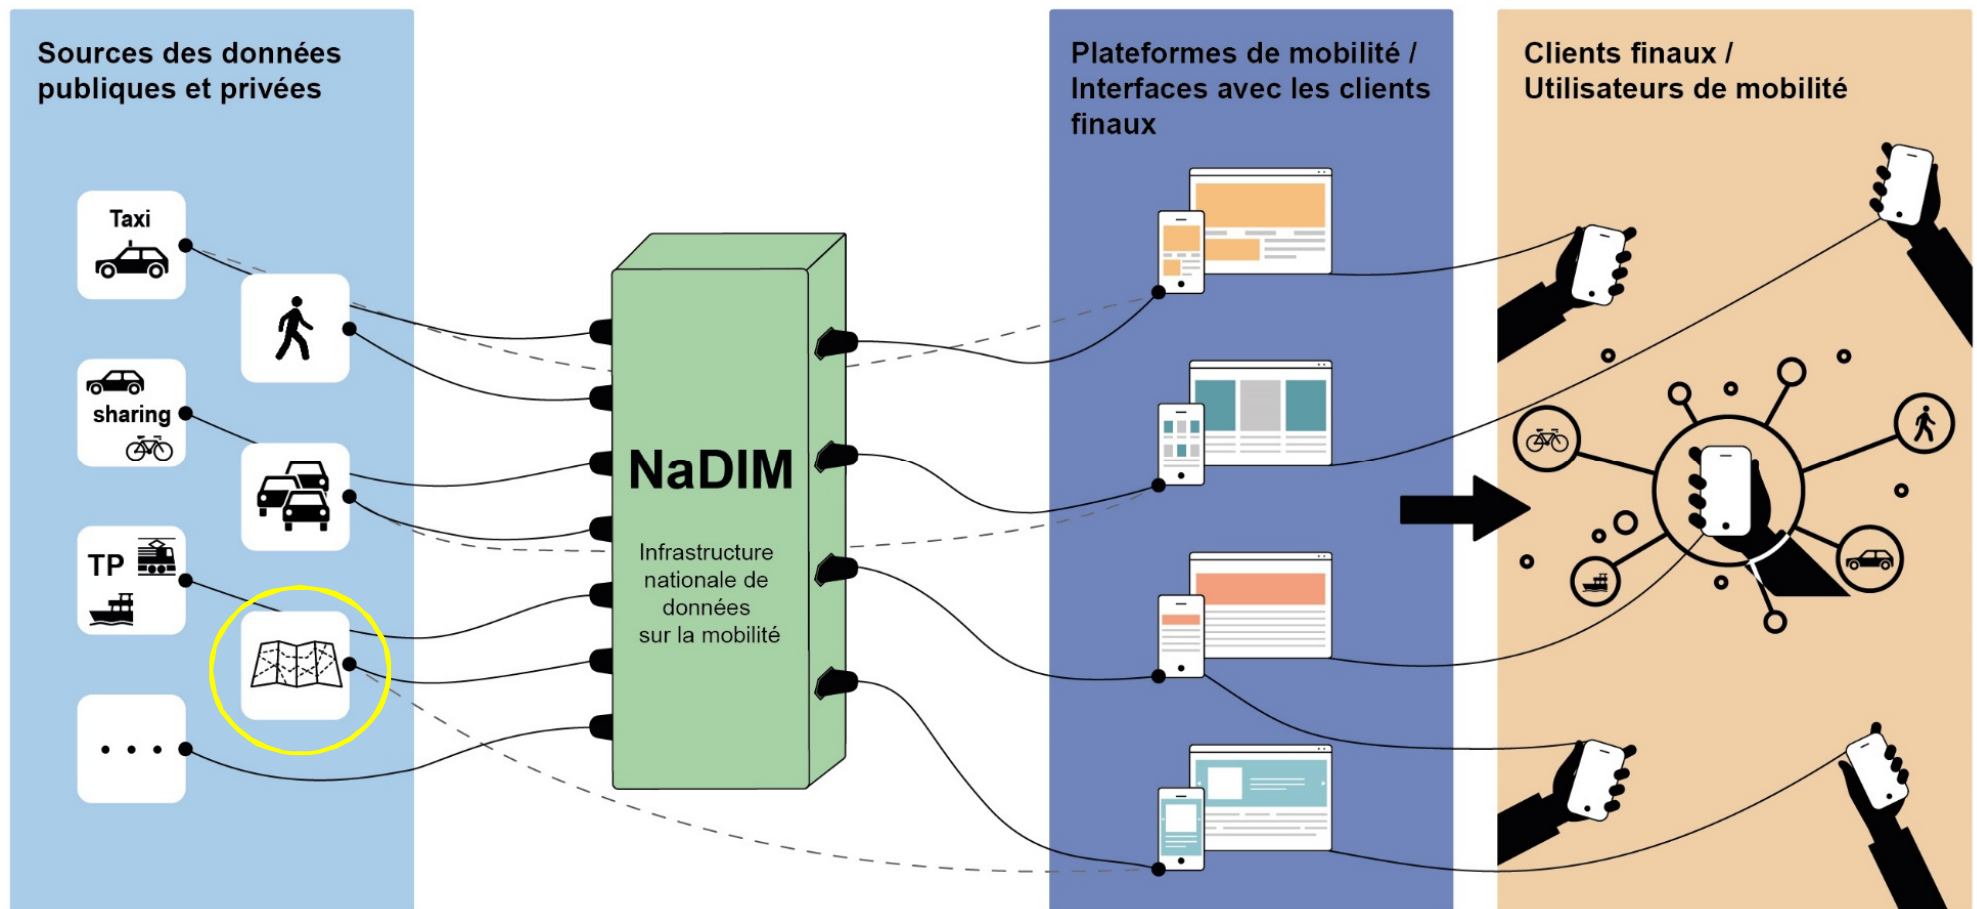 Sources des données
publiques et privées
Taxi
sharing
TP
...
NaDIM
Infrastructure
nationale de
données
sur la mobilité
Plateformes de mobilité /
Interfaces avec les clients
finaux
Clients finaux /
Utilisateurs de mobilité